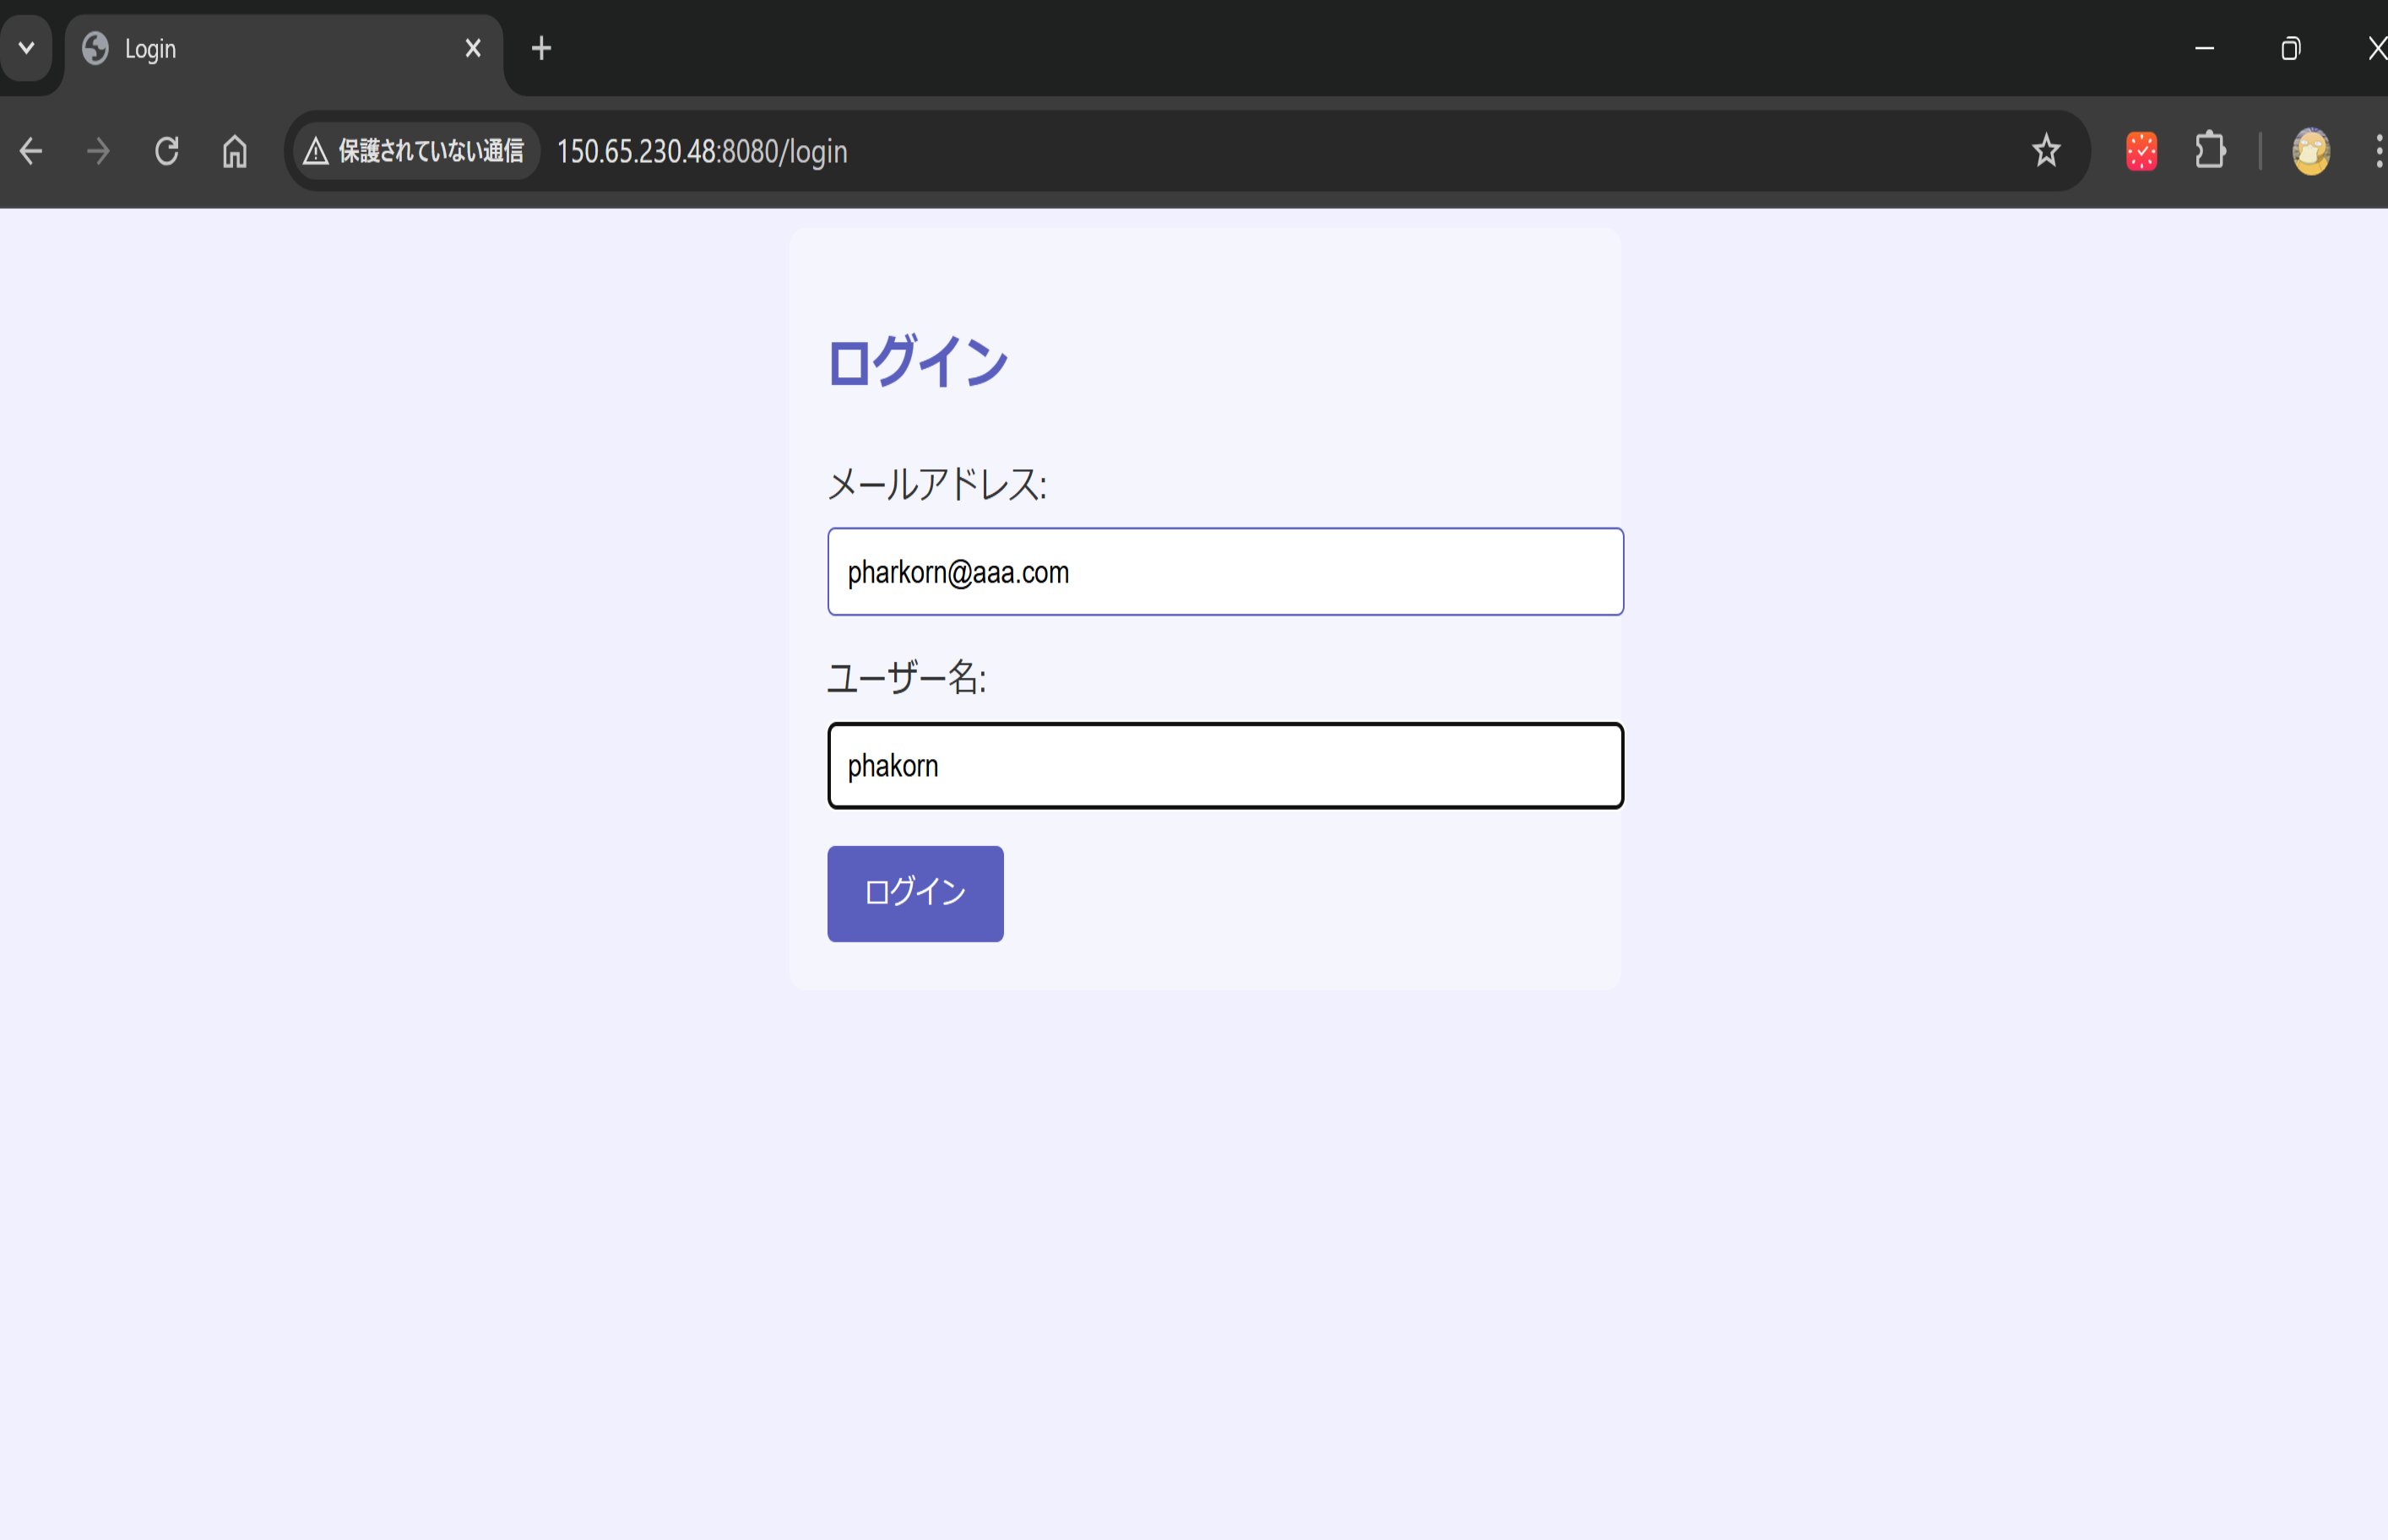 Login
保護されていない通信 150.65.230.48:8080/login
ログイン
メールアドレス:
pharkorn@aaa.com
ユーザー名:
phakorn
ログイン